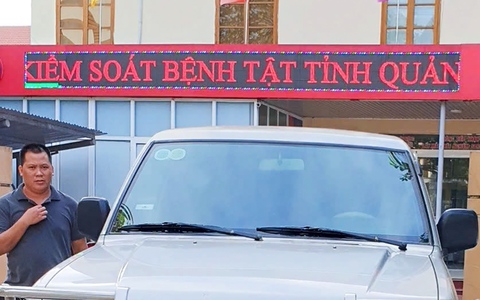 KIỂM SOÁT BỆNH TẬT TỈNH QUẢN